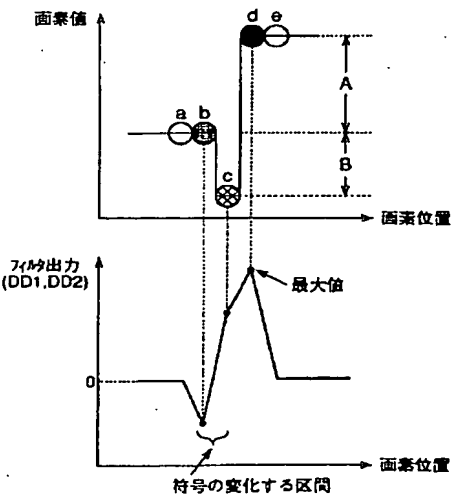 画素値
d e
A
a b
c
B
画素位置
フィルタ出力
(DD1,DD2)
最大値
0
画素位置
符号の変化する区間